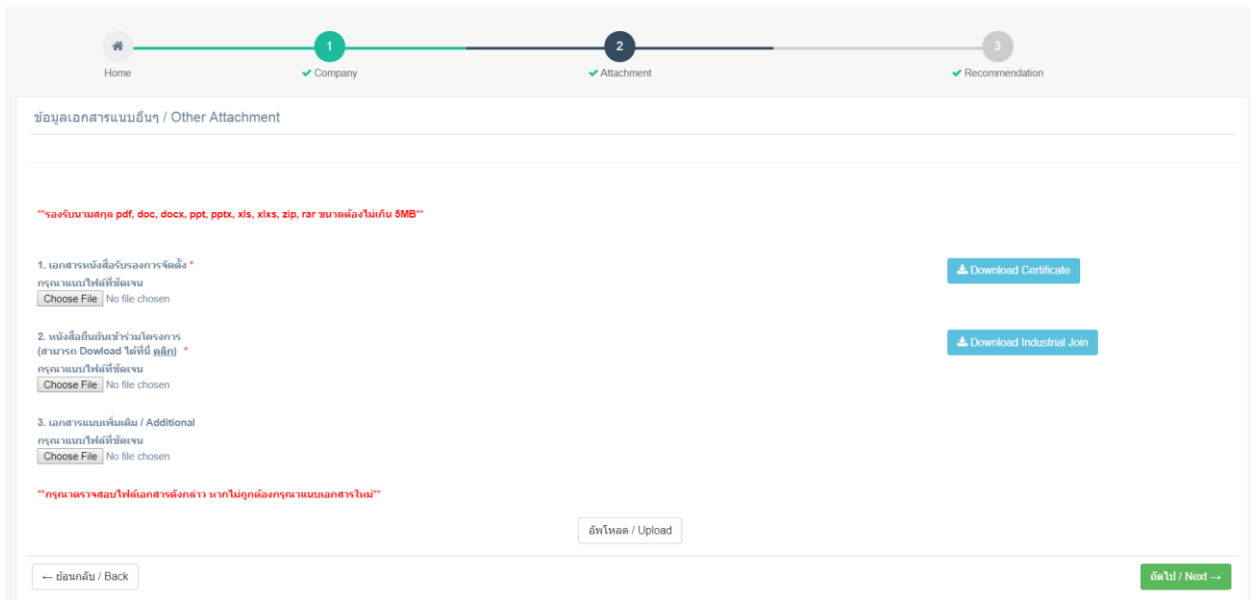 1 2 3
Home Company Attachment Recommendation
ข้อมูลเอกสารแนบอื่นๆ / Other Attachment
**รองรับนามสกุล pdf, doc, docx, ppt, pptx, xls, xlxs, zip, rar ขนาดต้องไม่เกิน 5MB**
1. เอกสารหนังสือรับรองการจัดตั้ง *
Download Certificate
กรุณาแนบไฟล์ที่ชัดเจน
Choose File No file chosen
2. หนังสือยืนยันเข้าร่วมโครงการ
(สามารถ Dowload ได้ที่นี่ คลิก) *
Download Industrial Join
กรุณาแนบไฟล์ที่ชัดเจน
Choose File No file chosen
3. เอกสารแนบเพิ่มเติม / Additional
กรุณาแนบไฟล์ที่ชัดเจน
Choose File No file chosen
**กรุณาตรวจสอบไฟล์เอกสารดังกล่าว หากไม่ถูกต้องกรุณาแนบเอกสารใหม่**
อัพโหลด / Upload
← ย้อนกลับ / Back ถัดไป / Next →